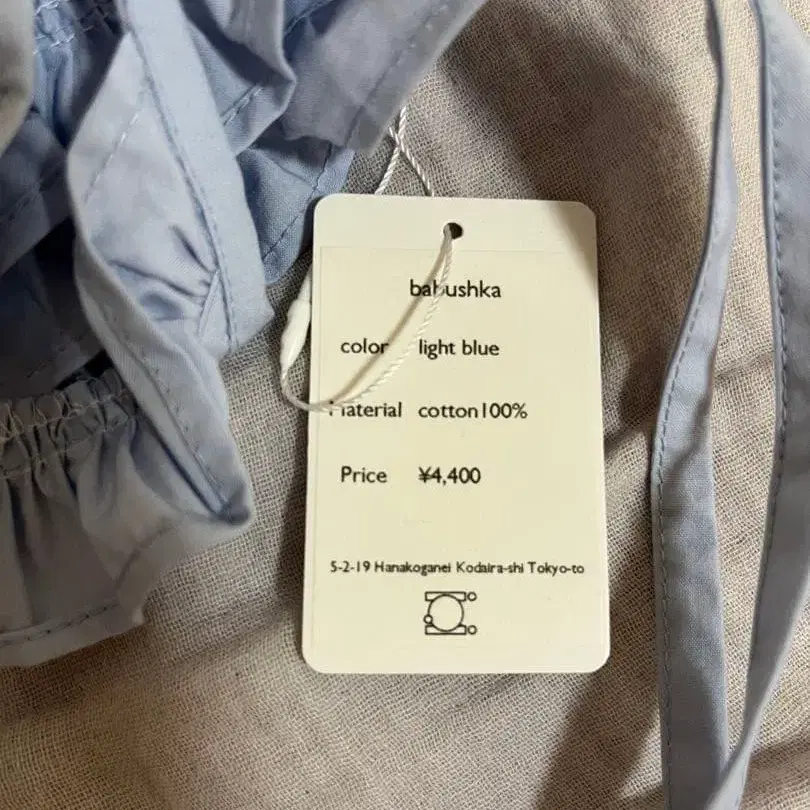 babushka
color light blue
Material cotton100%
Price ¥4,400
5-2-19 Hanakoganei Kodaira-shi Tokyo-to